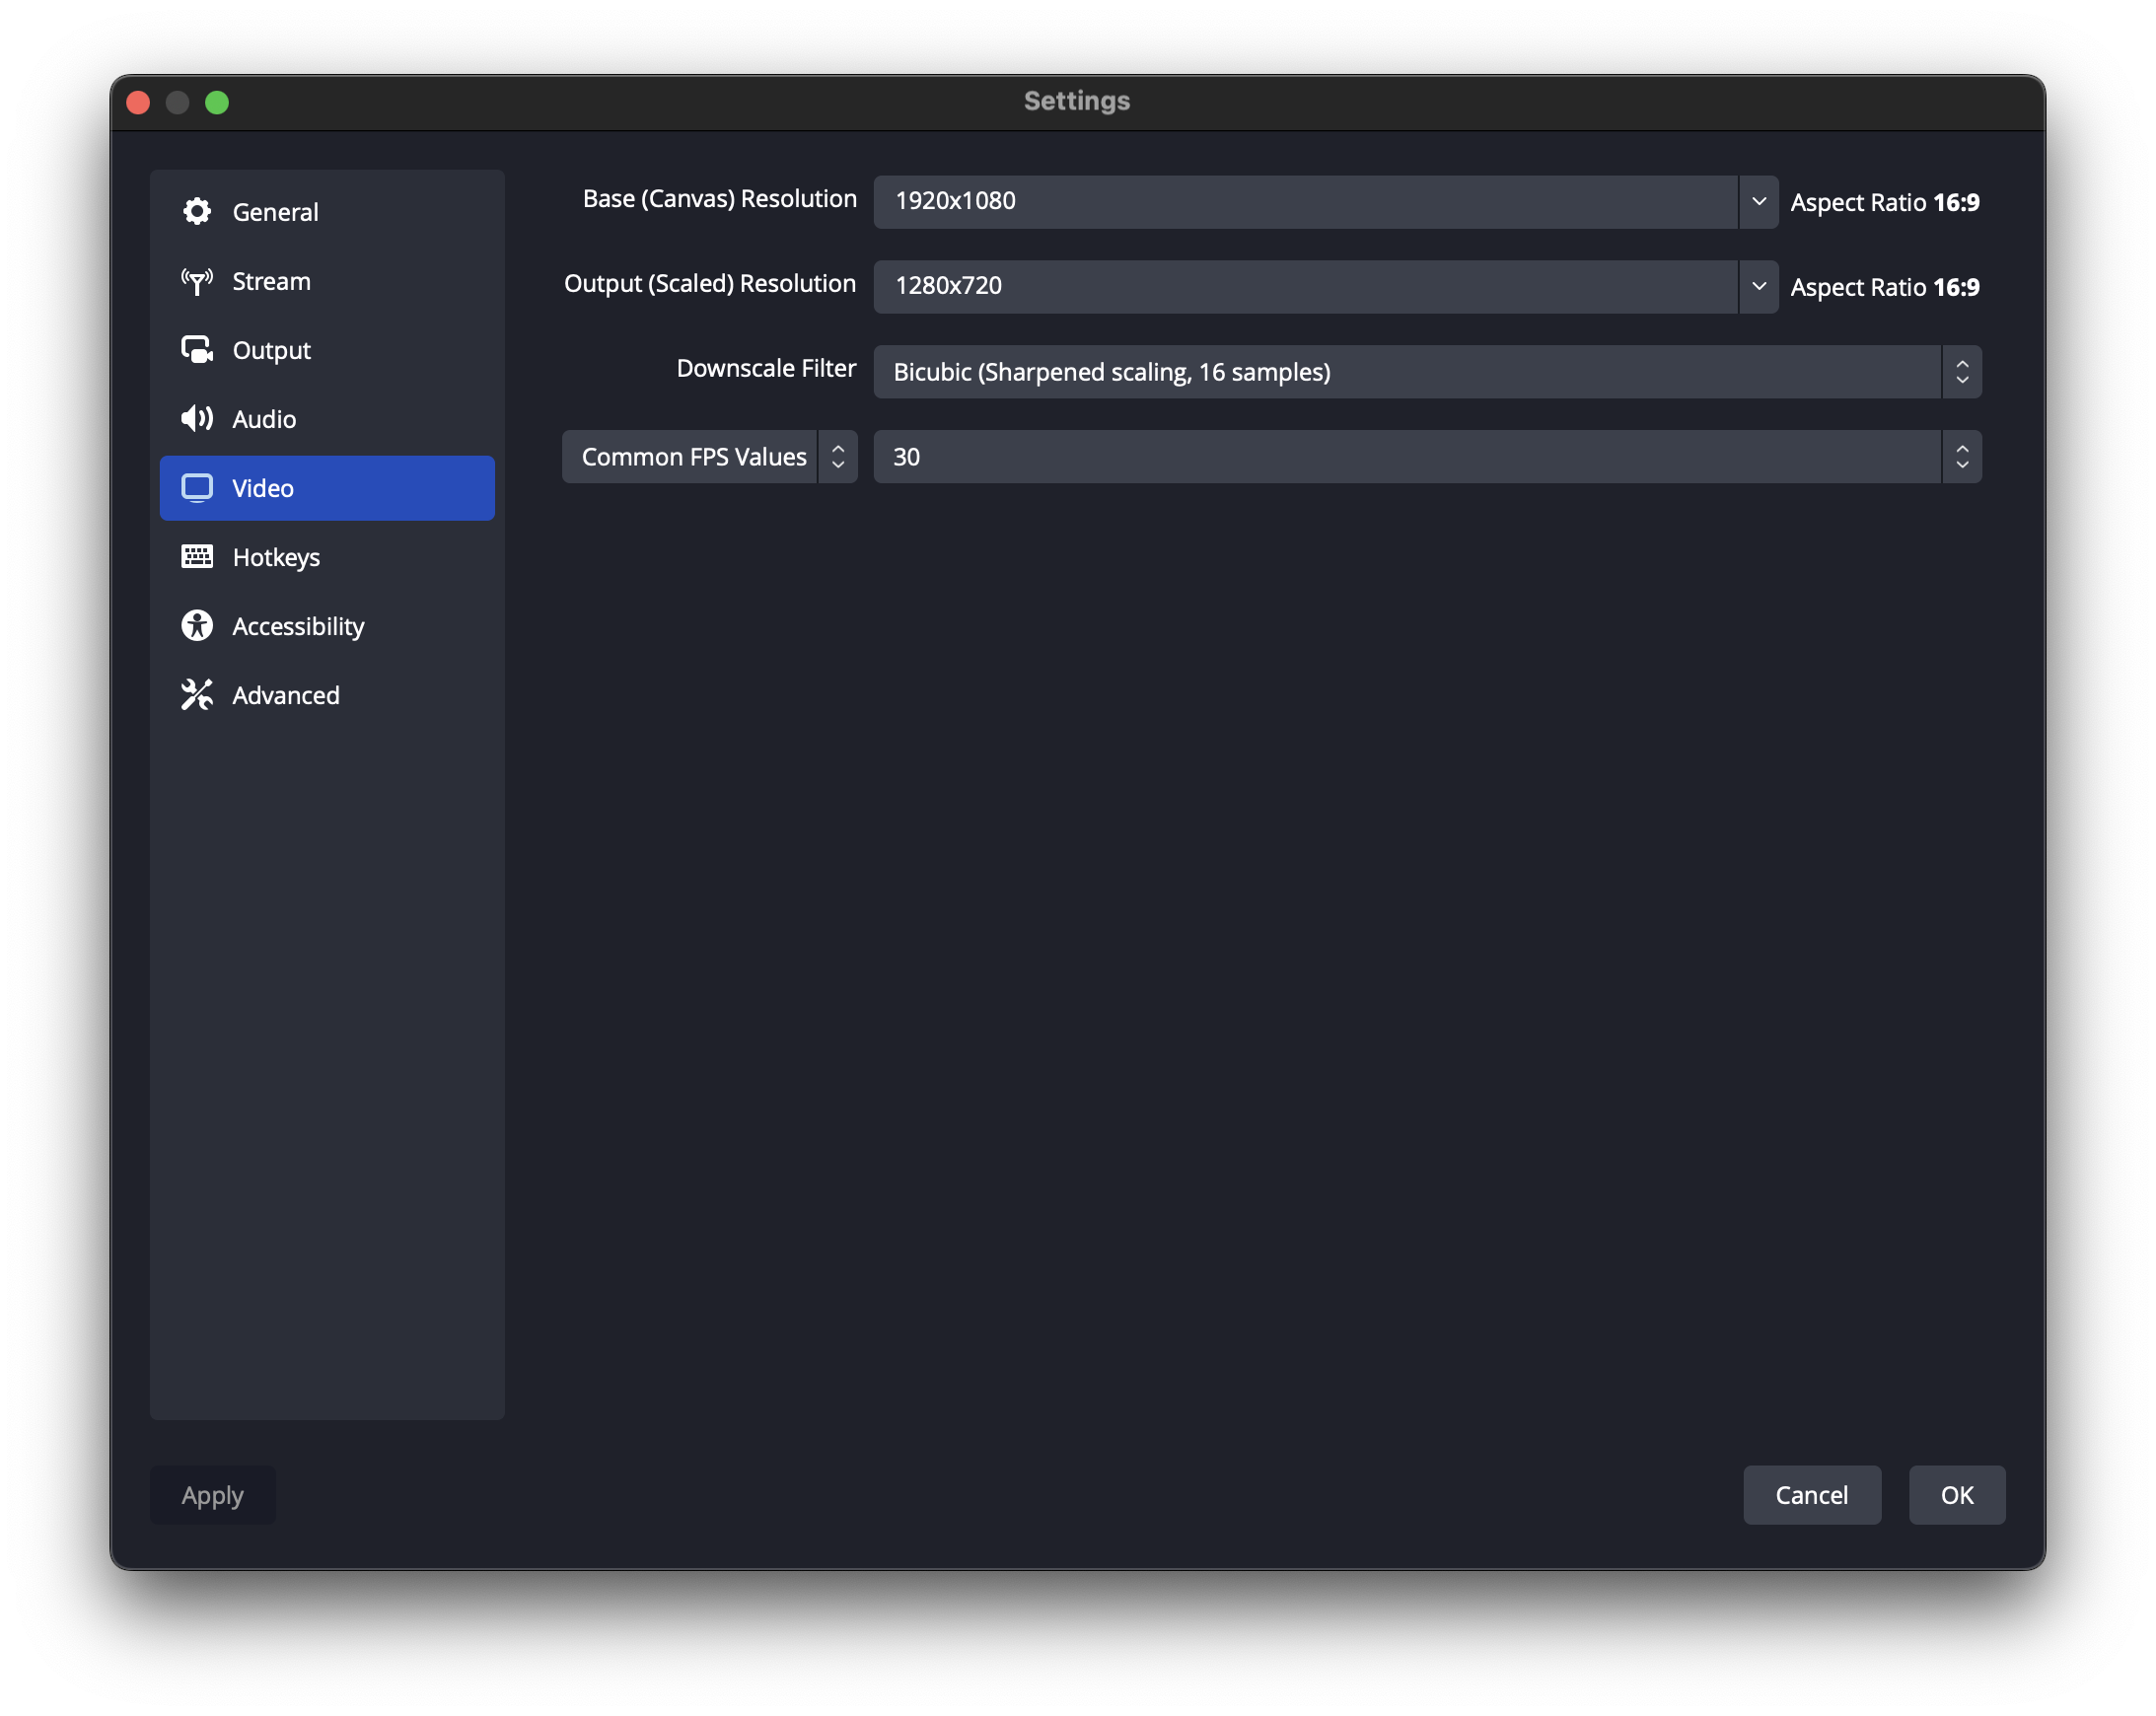 Settings
General
Stream
Output
Audio
Video
Hotkeys
Accessibility
Advanced
Base (Canvas) Resolution 1920x1080 Aspect Ratio 16:9
Output (Scaled) Resolution 1280x720 Aspect Ratio 16:9
Downscale Filter Bicubic (Sharpened scaling, 16 samples)
Common FPS Values 30
Apply Cancel OK